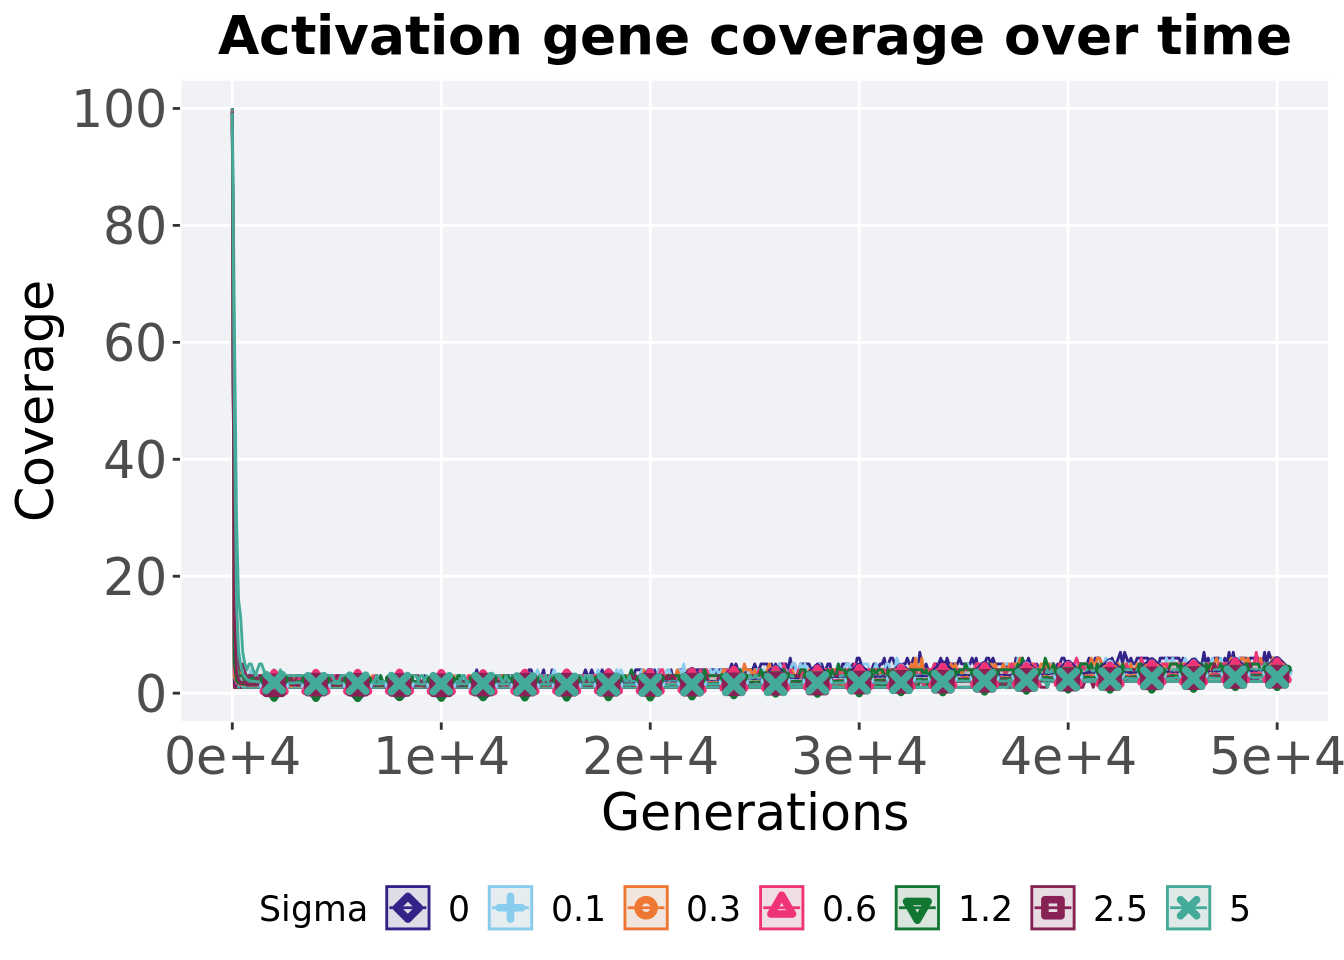 Activation gene coverage over time
Coverage
100
80
60
40
20
0
0e+4 1e+4 2e+4 3e+4 4e+4 5e+4
Generations
Sigma 0 0.1 0.3 0.6 1.2 2.5 5